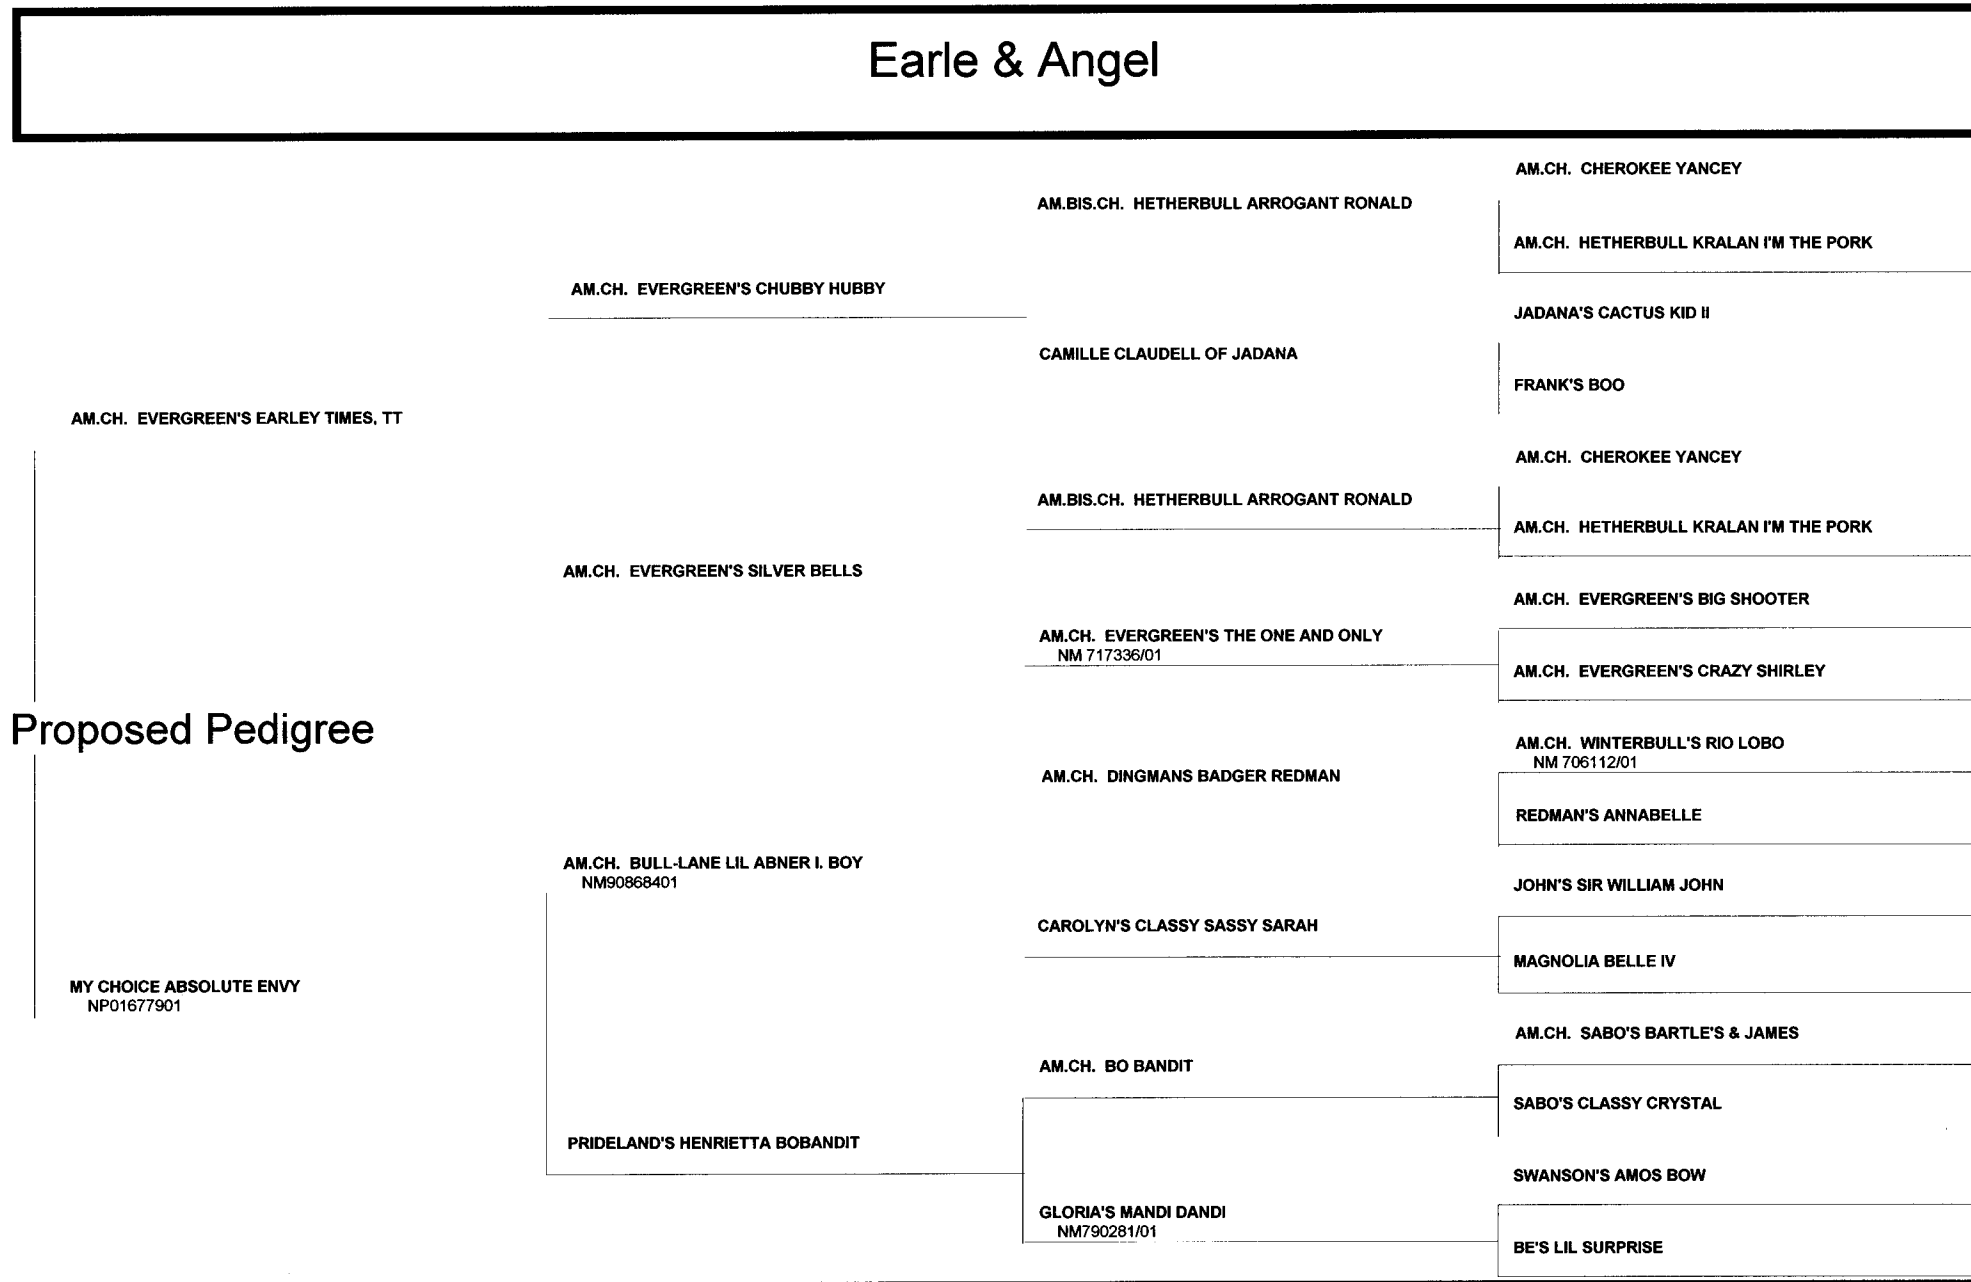 Earle & Angel
AM.CH. CHEROKEE YANCEY
AM.BIS.CH. HETHERBULL ARROGANT RONALD
AM.CH. HETHERBULL KRALAN I'M THE PORK
AM.CH. EVERGREEN'S CHUBBY HUBBY
JADANA'S CACTUS KID II
CAMILLE CLAUDELL OF JADANA
FRANK'S BOO
AM.CH. EVERGREEN'S EARLEY TIMES, TT
AM.CH. CHEROKEE YANCEY
AM.BIS.CH. HETHERBULL ARROGANT RONALD
AM.CH. HETHERBULL KRALAN I'M THE PORK
AM.CH. EVERGREEN'S SILVER BELLS
AM.CH. EVERGREEN'S BIG SHOOTER
AM.CH. EVERGREEN'S THE ONE AND ONLY
NM 717336/01
AM.CH. EVERGREEN'S CRAZY SHIRLEY
Proposed Pedigree
AM.CH. WINTERBULL'S RIO LOBO
NM 706112/01
AM.CH. DINGMANS BADGER REDMAN
REDMAN'S ANNABELLE
AM.CH. BULL-LANE LIL ABNER I. BOY
NM90868401
JOHN'S SIR WILLIAM JOHN
CAROLYN'S CLASSY SASSY SARAH
MAGNOLIA BELLE IV
MY CHOICE ABSOLUTE ENVY
NP01677901
AM.CH. SABO'S BARTLE'S & JAMES
AM.CH. BO BANDIT
SABO'S CLASSY CRYSTAL
PRIDELAND'S HENRIETTA BOBANDIT
SWANSON'S AMOS BOW
GLORIA'S MANDI DANDI
NM790281/01
BE'S LIL SURPRISE